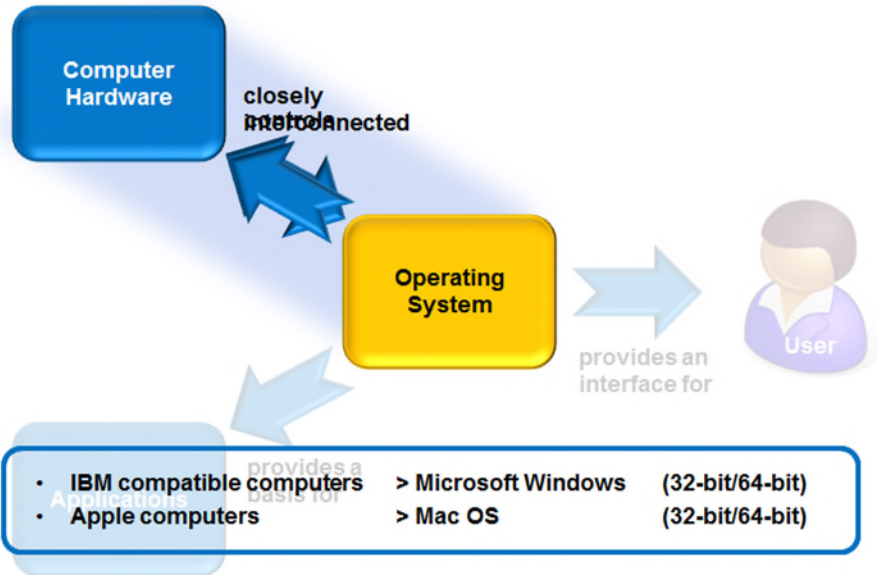 Computer
Hardware
closely
controls
interconnected
Operating
System
User
provides an
interface for
provides a
basis for
Applications
• IBM compatible computers > Microsoft Windows (32-bit/64-bit)
• Apple computers > Mac OS (32-bit/64-bit)